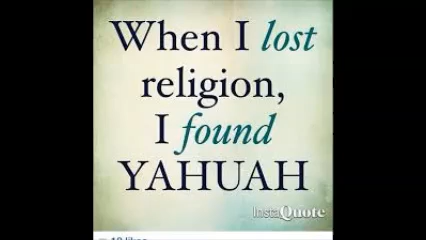 When I lost
religion,
I found
YAHUAH
InstaQuote